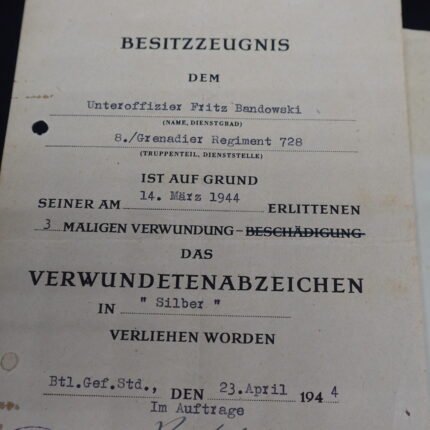 BESITZZEUGNIS
DEM
Unteroffizier Fritz Bandowski
(NAME, DIENSTGRAD)
8./Grenadier Regiment 728
(TRUPPENTEIL, DIENSTSTELLE)
IST AUF GRUND
SEINER AM 14. März 1944 ERLITTENEN
3 MALIGEN VERWUNDUNG – BESCHÄDIGUNG
DAS
VERWUNDETENABZEICHEN
IN " Silber "
VERLIEHEN WORDEN
Btl.Gef.Std., DEN 23.April 194 4
Im Auftrage